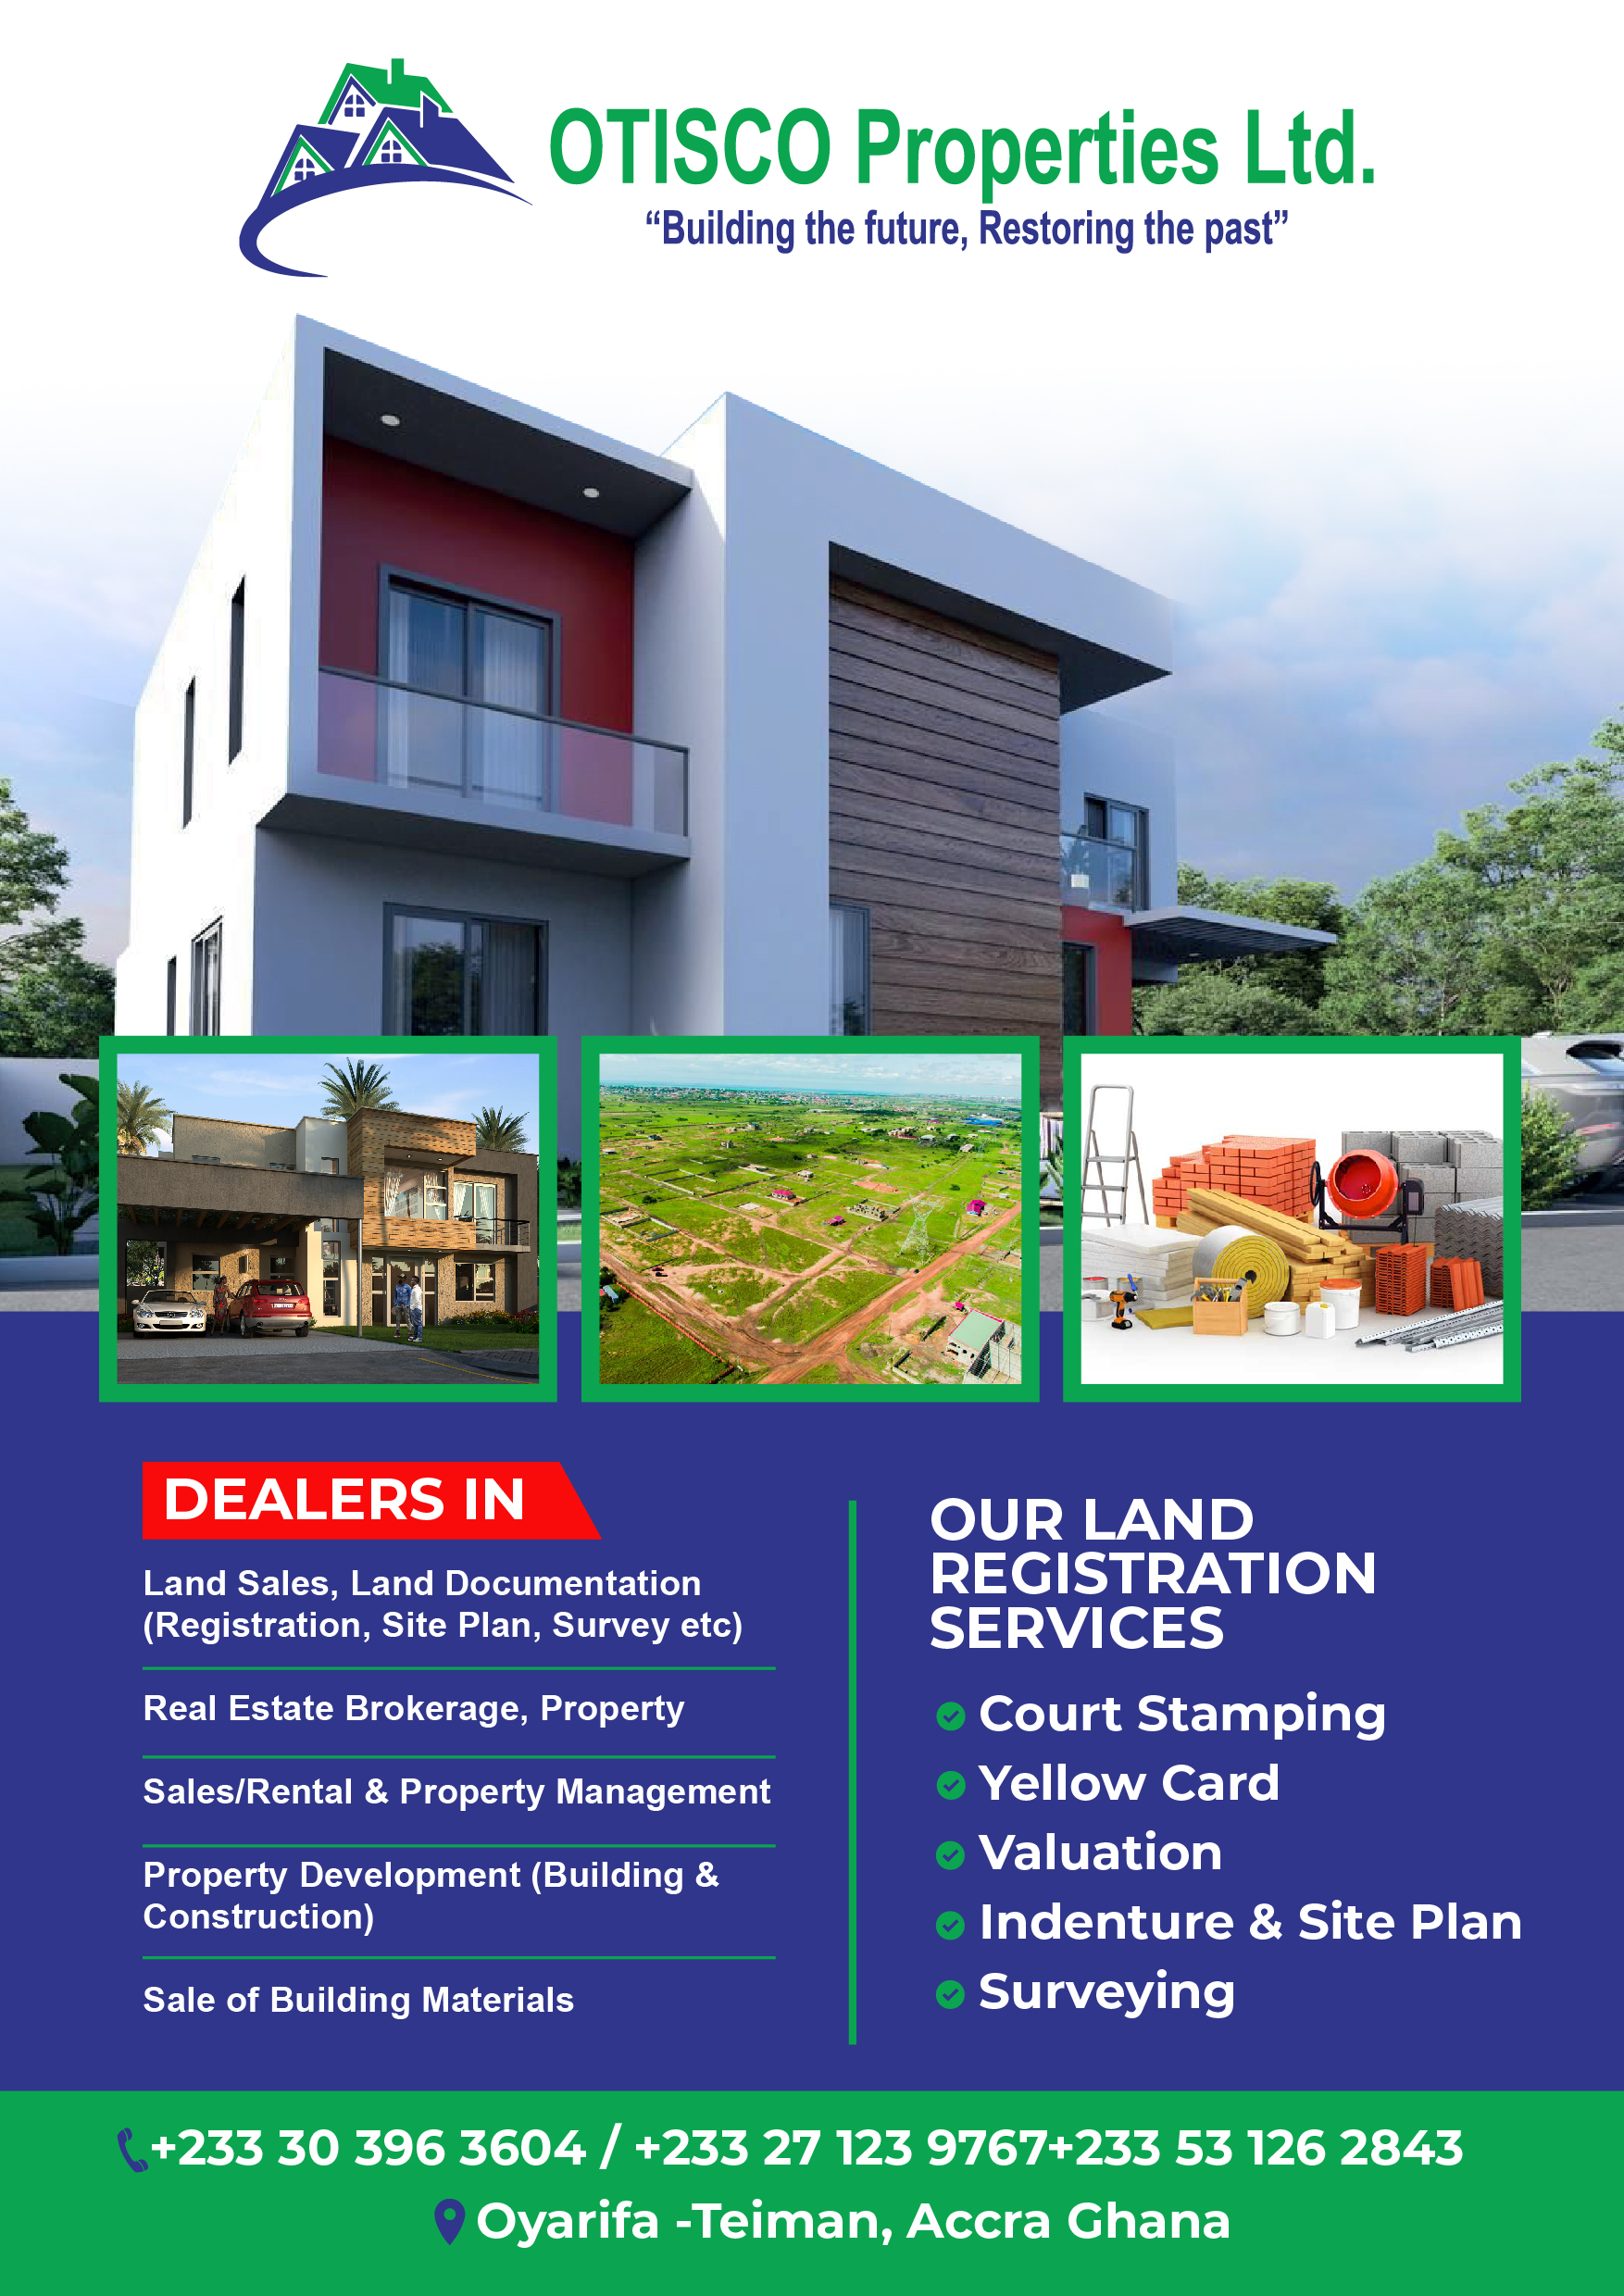 OTISCO Properties Ltd.
“Building the future, Restoring the past”
DEALERS IN
Land Sales, Land Documentation
(Registration, Site Plan, Survey etc)
Real Estate Brokerage, Property
Sales/Rental & Property Management
Property Development (Building &
Construction)
Sale of Building Materials
OUR LAND
REGISTRATION
SERVICES
Court Stamping
Yellow Card
Valuation
Indenture & Site Plan
Surveying
+233 30 396 3604 / +233 27 123 9767+233 53 126 2843
Oyarifa -Teiman, Accra Ghana